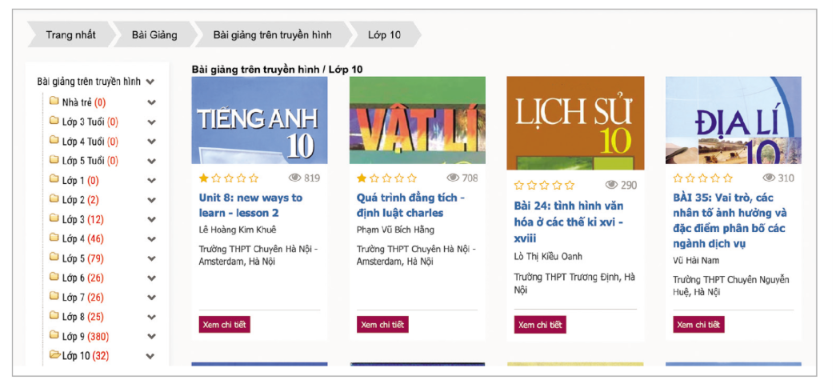 Trang nhất
Bài Giảng
Bài giảng trên truyền hình
Lớp 10
Bài giảng trên truyền hình
Nhà trẻ (0)
Lớp 3 Tuổi (0)
Lớp 4 Tuổi (0)
Lớp 5 Tuổi (0)
Lớp 1 (0)
Lớp 2 (2)
Lớp 3 (12)
Lớp 4 (46)
Lớp 5 (79)
Lớp 6 (26)
Lớp 7 (26)
Lớp 8 (25)
Lớp 9 (380)
Lớp 10 (32)
Bài giảng trên truyền hình / Lớp 10
TIẾNG ANH
10
819
Unit 8: new ways to
learn - lesson 2
Lê Hoàng Kim Khuê
Trường THPT Chuyên Hà Nội -
Amsterdam, Hà Nội
Xem chi tiết
VẬT LÍ
10
708
Quá trình đẳng tích -
định luật charles
Phạm Vũ Bích Hằng
Trường THPT Chuyên Hà Nội -
Amsterdam, Hà Nội
Xem chi tiết
LỊCH SỬ
10
290
Bài 24: tình hình văn
hóa ở các thế kỉ xvi -
xviii
Lò Thị Kiều Oanh
Trường THPT Trương Định, Hà
Nội
Xem chi tiết
ĐỊA LÍ
10
310
BÀI 35: Vai trò, các
nhân tố ảnh hưởng và
đặc điểm phân bố các
ngành dịch vụ
Vũ Hải Nam
Trường THPT Chuyên Nguyễn
Huệ, Hà Nội
Xem chi tiết